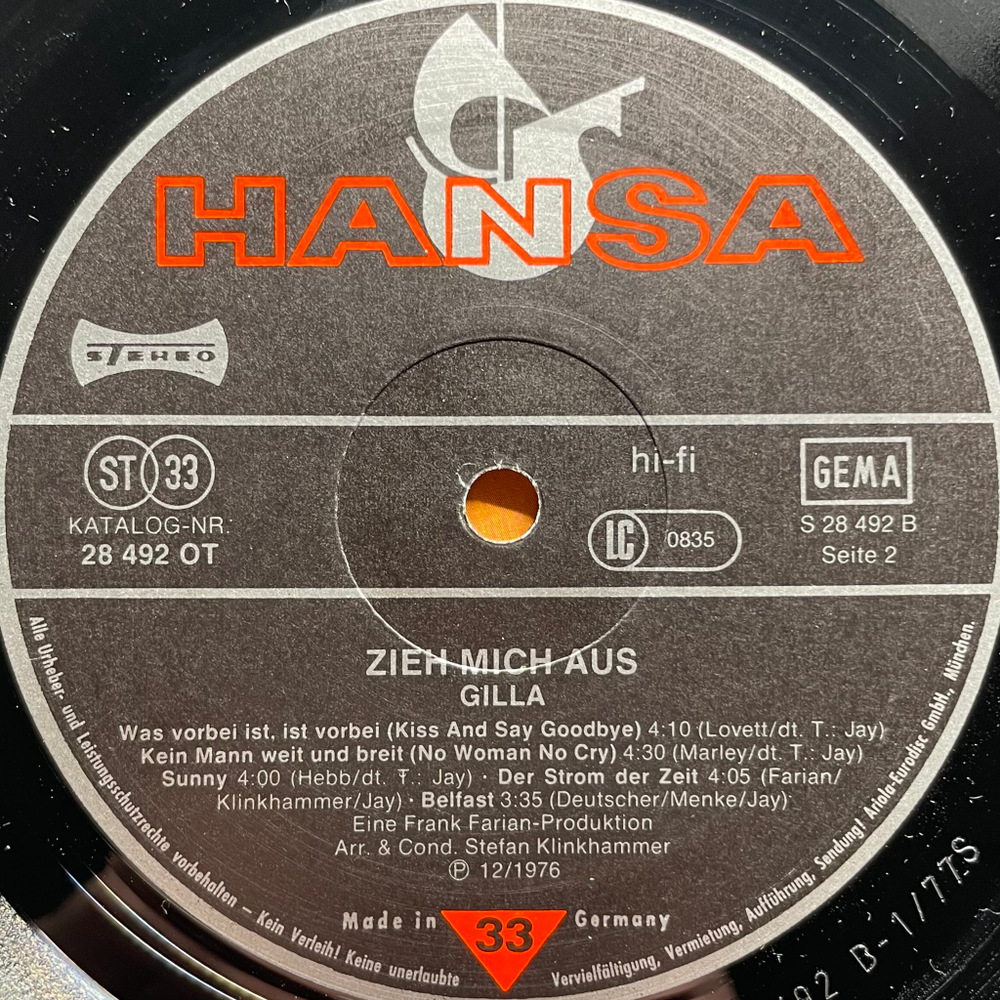 HANSA
STEREO
ST 33
KATALOG-NR.:
28 492 OT
hi-fi
LC 0835
GEMA
S 28 492 B
Seite 2
ZIEH MICH AUS
GILLA
Was vorbei ist, ist vorbei (Kiss And Say Goodbye) 4:10 (Lovett/dt. T.: Jay)
Kein Mann weit und breit (No Woman No Cry) 4:30 (Marley/dt. T.: Jay)
Sunny 4:00 (Hebb/dt. T.: Jay) · Der Strom der Zeit 4:05 (Farian/
Klinkhammer/Jay) · Belfast 3:35 (Deutscher/Menke/Jay)
Eine Frank Farian-Produktion
Arr. & Cond. Stefan Klinkhammer
℗ 12/1976
Made in 33 Germany
Alle Urheber- und Leistungsschutzrechte vorbehalten – Kein Verleih! Keine unerlaubte Vervielfältigung, Vermietung, Aufführung, Sendung! Ariola-Eurodisc GmbH., München.
92 B-1/77S